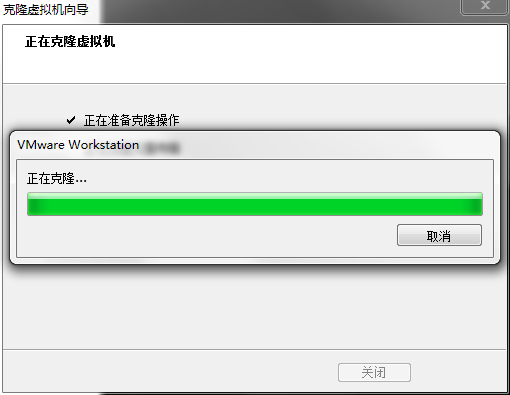 克隆虚拟机向导
正在克隆虚拟机
正在准备克隆操作
VMware Workstation
正在克隆...
取消
关闭